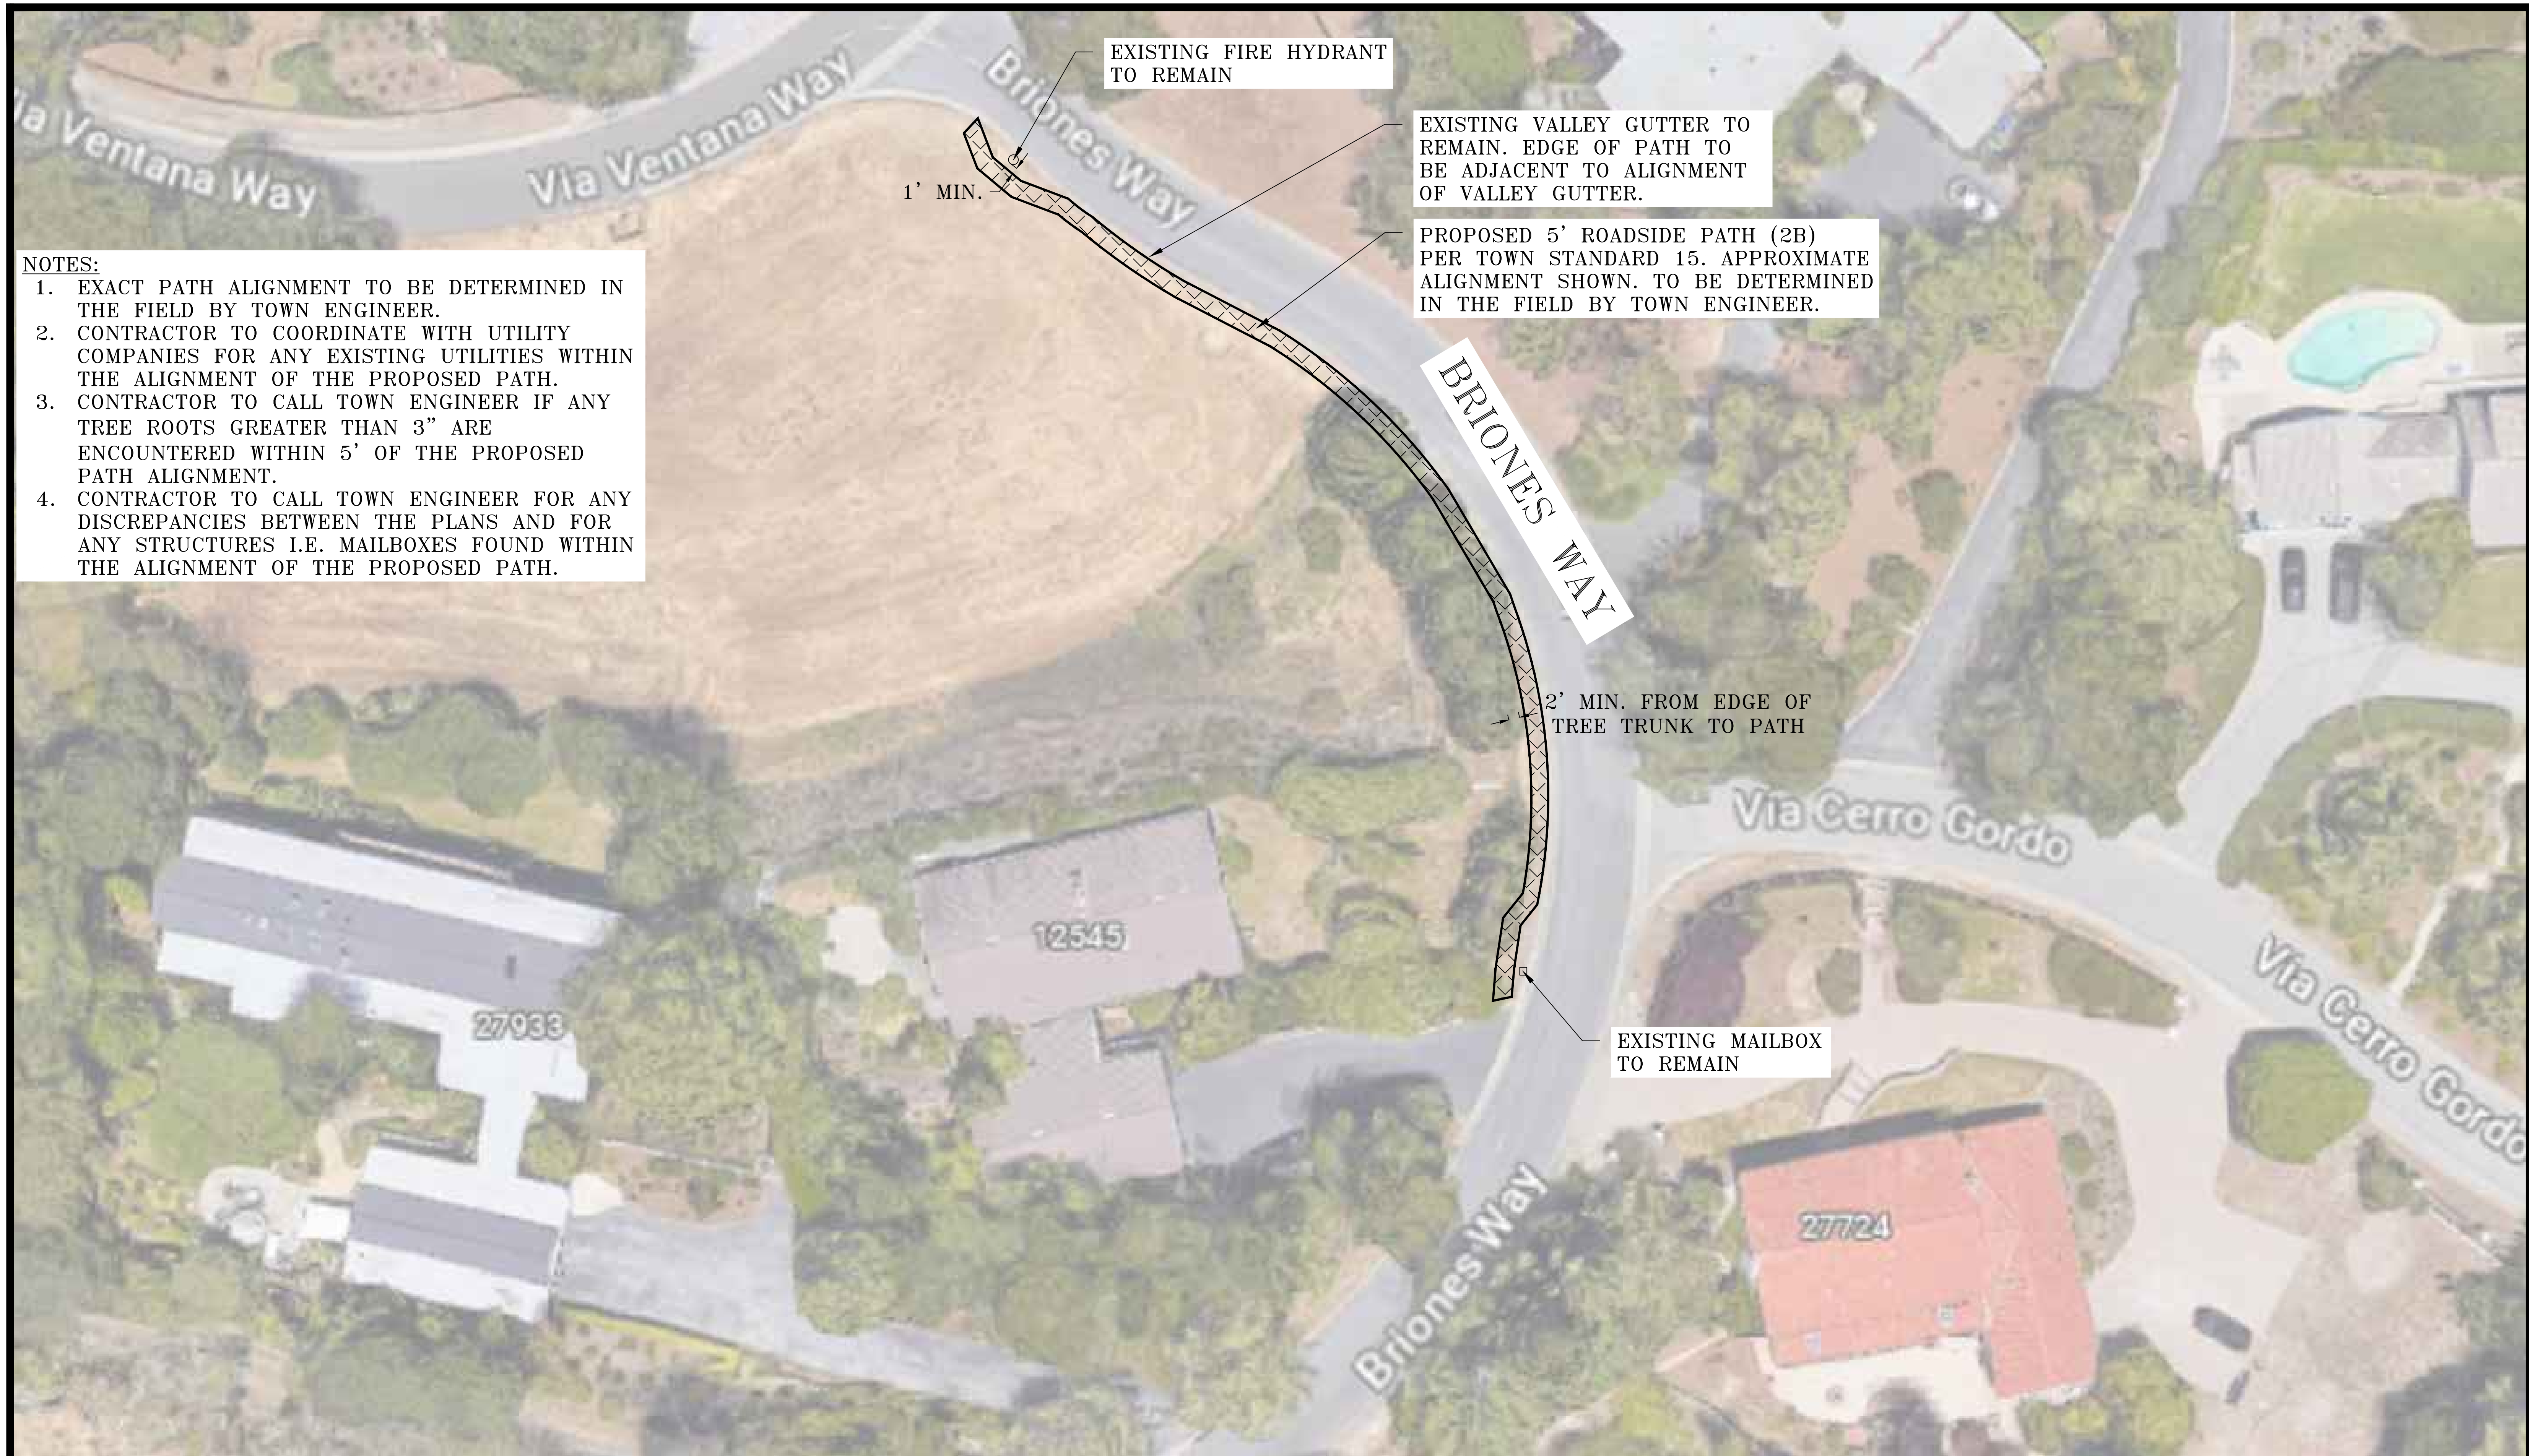 EXISTING FIRE HYDRANT
TO REMAIN
Briones Way
Via Ventana Way
Via Ventana Way
1' MIN.
EXISTING VALLEY GUTTER TO
REMAIN. EDGE OF PATH TO
BE ADJACENT TO ALIGNMENT
OF VALLEY GUTTER.
PROPOSED 5' ROADSIDE PATH (2B)
PER TOWN STANDARD 15. APPROXIMATE
ALIGNMENT SHOWN. TO BE DETERMINED
IN THE FIELD BY TOWN ENGINEER.
NOTES:
1. EXACT PATH ALIGNMENT TO BE DETERMINED IN
THE FIELD BY TOWN ENGINEER.
2. CONTRACTOR TO COORDINATE WITH UTILITY
COMPANIES FOR ANY EXISTING UTILITIES WITHIN
THE ALIGNMENT OF THE PROPOSED PATH.
3. CONTRACTOR TO CALL TOWN ENGINEER IF ANY
TREE ROOTS GREATER THAN 3" ARE
ENCOUNTERED WITHIN 5' OF THE PROPOSED
PATH ALIGNMENT.
4. CONTRACTOR TO CALL TOWN ENGINEER FOR ANY
DISCREPANCIES BETWEEN THE PLANS AND FOR
ANY STRUCTURES I.E. MAILBOXES FOUND WITHIN
THE ALIGNMENT OF THE PROPOSED PATH.
BRIONES WAY
2' MIN. FROM EDGE OF
TREE TRUNK TO PATH
Via Cerro Gordo
12545
27933
Via Cerro Gordo
EXISTING MAILBOX
TO REMAIN
27724
Briones Way